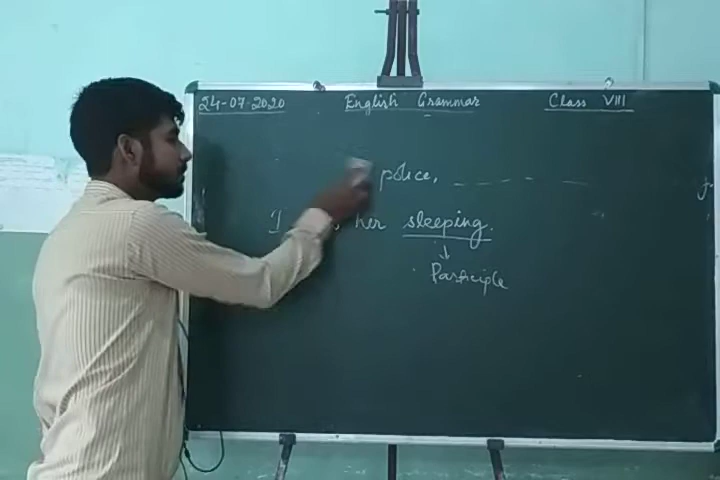 24-07-2020 English Grammar Class VIII
police, _ _ _ _ _
I her sleeping.
↓
Participle